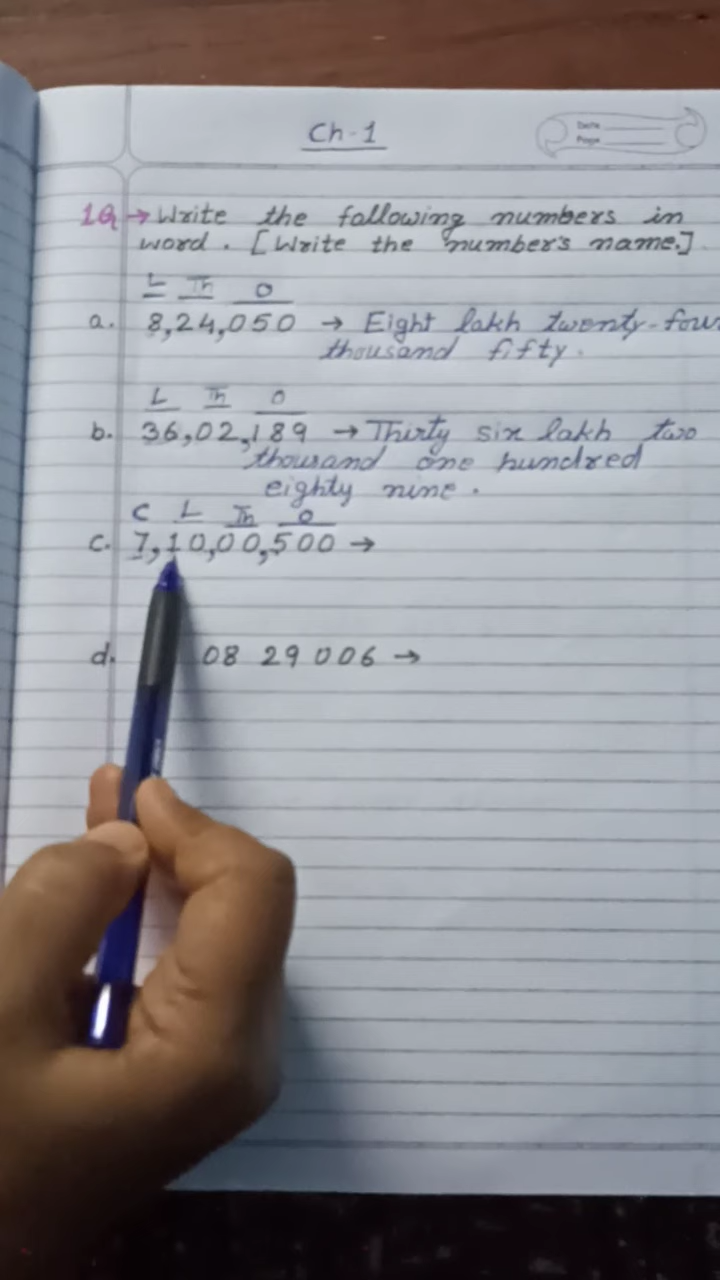 Ch-1
Date
Page
1Q → Write the following numbers in
word. [Write the number's name.]
L Th O
a. 8,24,050 → Eight lakh twenty-four
thousand fifty.
L Th O
b. 36,02,189 → Thirty six lakh two
thousand one hundred
eighty nine.
C L Th O
c. 7,10,00,500 →
d. 08 29 006 →